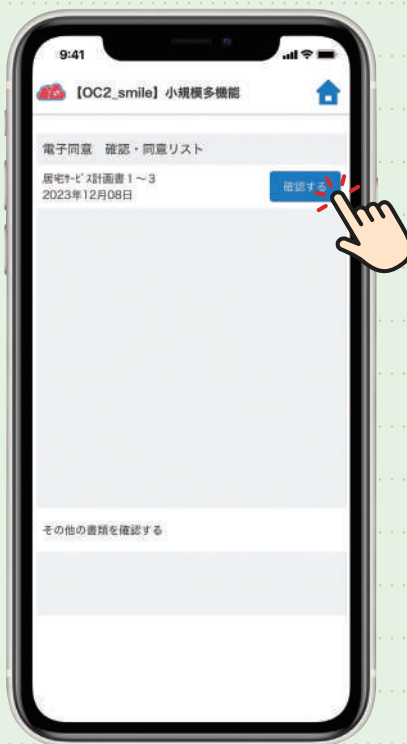 9:41
【OC2_smile】小規模多機能
電子同意 確認・同意リスト
居宅ｻｰﾋﾞｽ計画書1～3
2023年12月08日
確認する
その他の書類を確認する